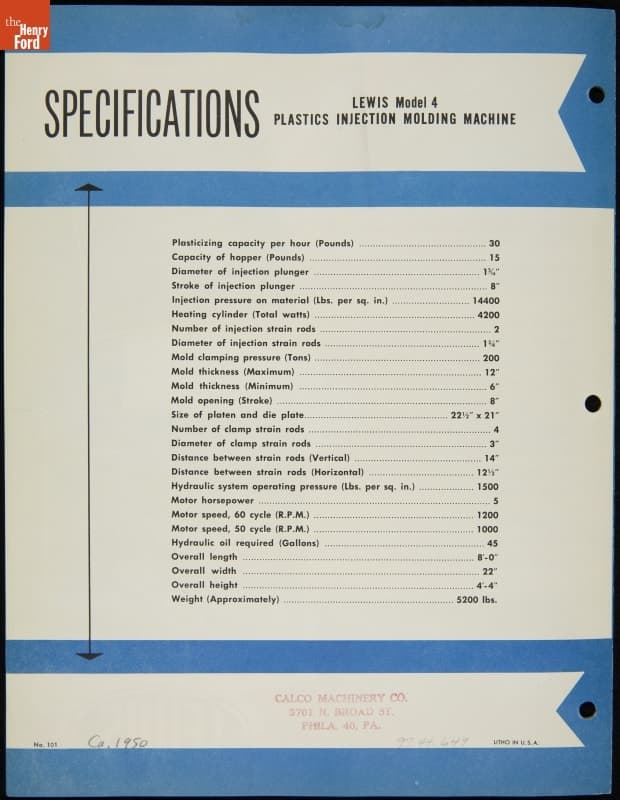 the
Henry
Ford
SPECIFICATIONS
LEWIS Model 4
PLASTICS INJECTION MOLDING MACHINE
Plasticizing capacity per hour (Pounds) ........ 30
Capacity of hopper (Pounds) ........ 15
Diameter of injection plunger ........ 1¾"
Stroke of injection plunger ........ 8"
Injection pressure on material (Lbs. per sq. in.) ........ 14400
Heating cylinder (Total watts) ........ 4200
Number of injection strain rods ........ 2
Diameter of injection strain rods ........ 1¾"
Mold clamping pressure (Tons) ........ 200
Mold thickness (Maximum) ........ 12"
Mold thickness (Minimum) ........ 6"
Mold opening (Stroke) ........ 8"
Size of platen and die plate ........ 22½" x 21"
Number of clamp strain rods ........ 4
Diameter of clamp strain rods ........ 3"
Distance between strain rods (Vertical) ........ 14"
Distance between strain rods (Horizontal) ........ 12½"
Hydraulic system operating pressure (Lbs. per sq. in.) ........ 1500
Motor horsepower ........ 5
Motor speed, 60 cycle (R.P.M.) ........ 1200
Motor speed, 50 cycle (R.P.M.) ........ 1000
Hydraulic oil required (Gallons) ........ 45
Overall length ........ 8'-0"
Overall width ........ 22"
Overall height ........ 4'-4"
Weight (Approximately) ........ 5200 lbs.
CALCO MACHINERY CO.
3701 N. BROAD ST.
PHILA. 40, PA.
No. 101 Ca. 1950 LITHO IN U.S.A.